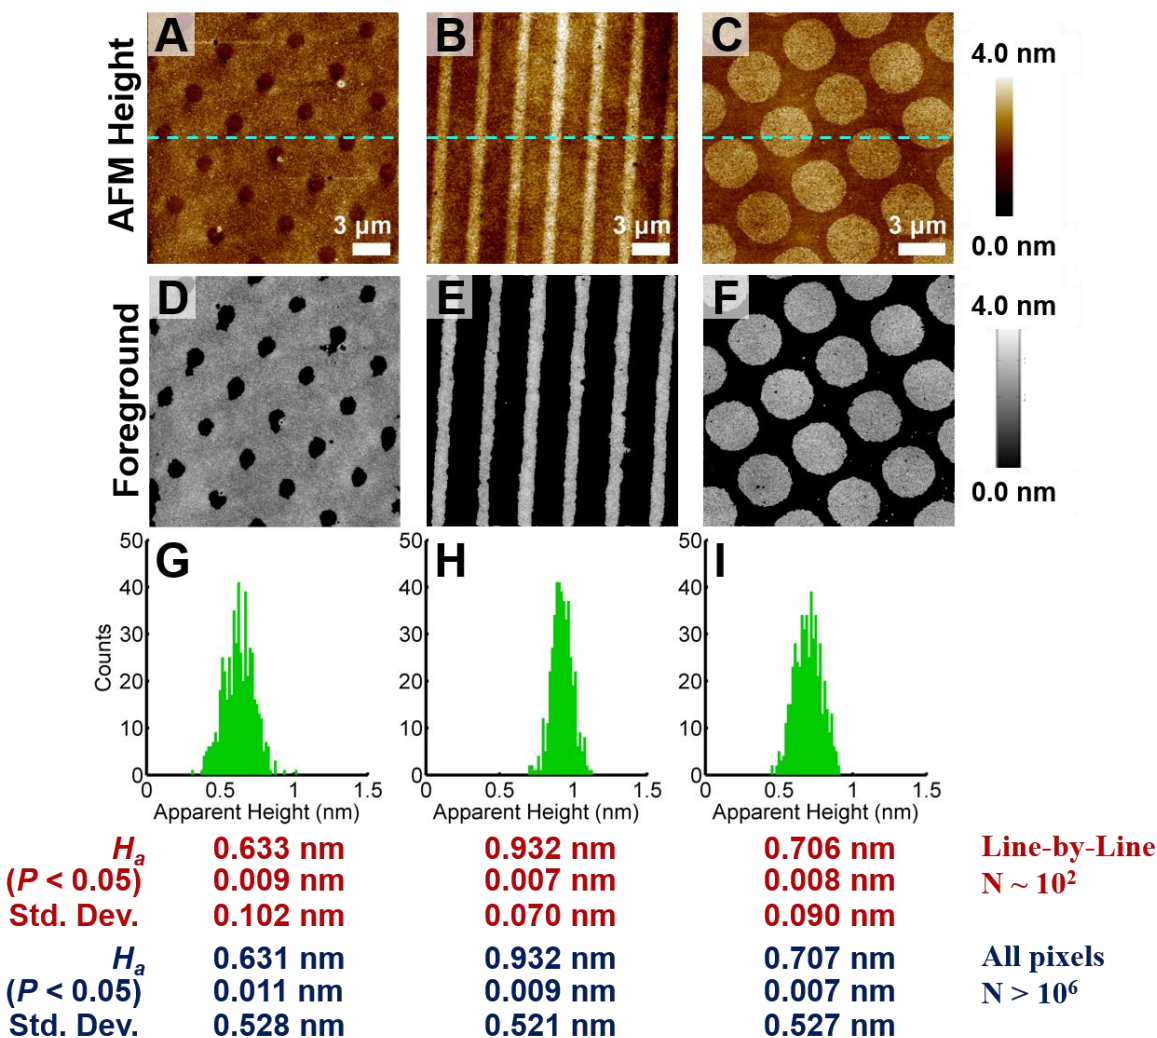 AFM Height
A
B
C
3 µm
3 µm
3 µm
4.0 nm
0.0 nm
Foreground
D
E
F
4.0 nm
0.0 nm
G
H
I
Counts
50
40
30
20
10
0
50
40
30
20
10
0
50
40
30
20
10
0
0 0.5 1 1.5
0 0.5 1 1.5
0 0.5 1 1.5
Apparent Height (nm) Apparent Height (nm) Apparent Height (nm)
Ha 0.633 nm 0.932 nm 0.706 nm Line-by-Line
(P < 0.05) 0.009 nm 0.007 nm 0.008 nm N ~ 10²
Std. Dev. 0.102 nm 0.070 nm 0.090 nm
Ha 0.631 nm 0.932 nm 0.707 nm All pixels
(P < 0.05) 0.011 nm 0.009 nm 0.007 nm N > 10⁶
Std. Dev. 0.528 nm 0.521 nm 0.527 nm